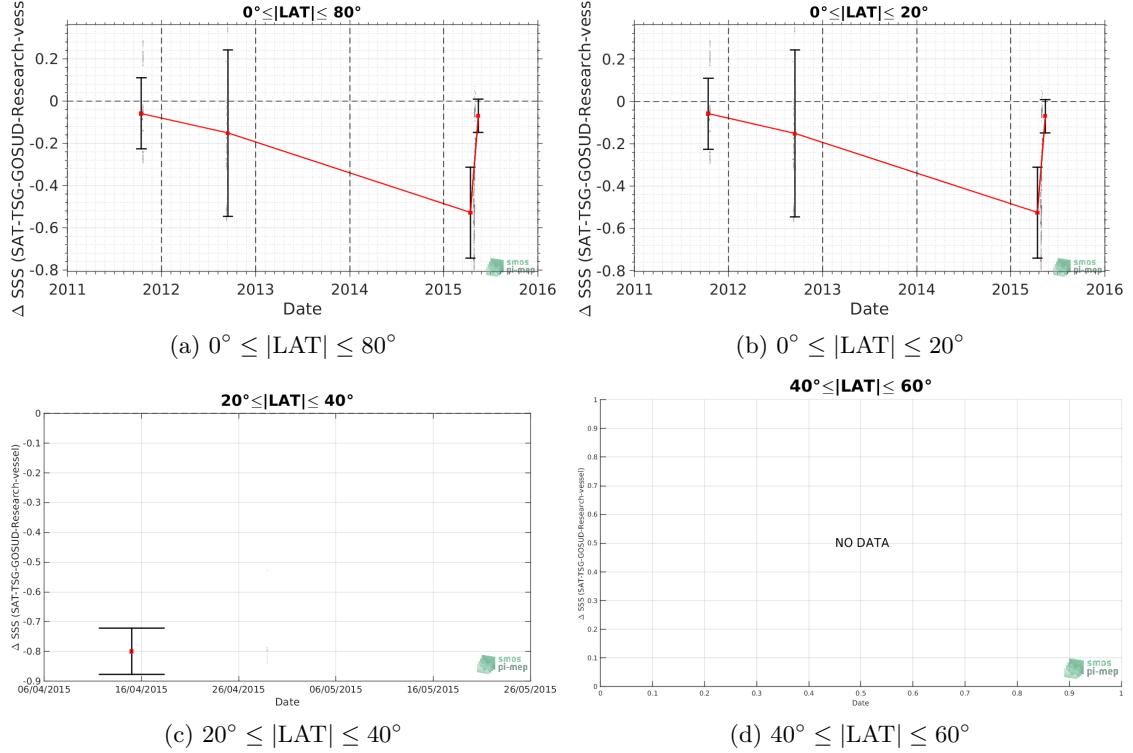 0°≤|LAT|≤ 80°
Δ SSS (SAT-TSG-GOSUD-Research-vess
0.2
0
-0.2
-0.4
-0.6
-0.8
2011 2012 2013 2014 2015 2016
Date
smos
pi-mep
(a) 0° ≤ |LAT| ≤ 80°
0°≤|LAT|≤ 20°
Δ SSS (SAT-TSG-GOSUD-Research-vess
0.2
0
-0.2
-0.4
-0.6
-0.8
2011 2012 2013 2014 2015 2016
Date
smos
pi-mep
(b) 0° ≤ |LAT| ≤ 20°
20°≤|LAT|≤ 40°
Δ SSS (SAT-TSG-GOSUD-Research-vessel)
0
-0.1
-0.2
-0.3
-0.4
-0.5
-0.6
-0.7
-0.8
-0.9
06/04/2015 16/04/2015 26/04/2015 06/05/2015 16/05/2015 26/05/2015
Date
smos
pi-mep
(c) 20° ≤ |LAT| ≤ 40°
40°≤|LAT|≤ 60°
Δ SSS (SAT-TSG-GOSUD-Research-vessel)
1
0.9
0.8
0.7
0.6
0.5
0.4
0.3
0.2
0.1
0
NO DATA
0 0.1 0.2 0.3 0.4 0.5 0.6 0.7 0.8 0.9 1
Date
smos
pi-mep
(d) 40° ≤ |LAT| ≤ 60°